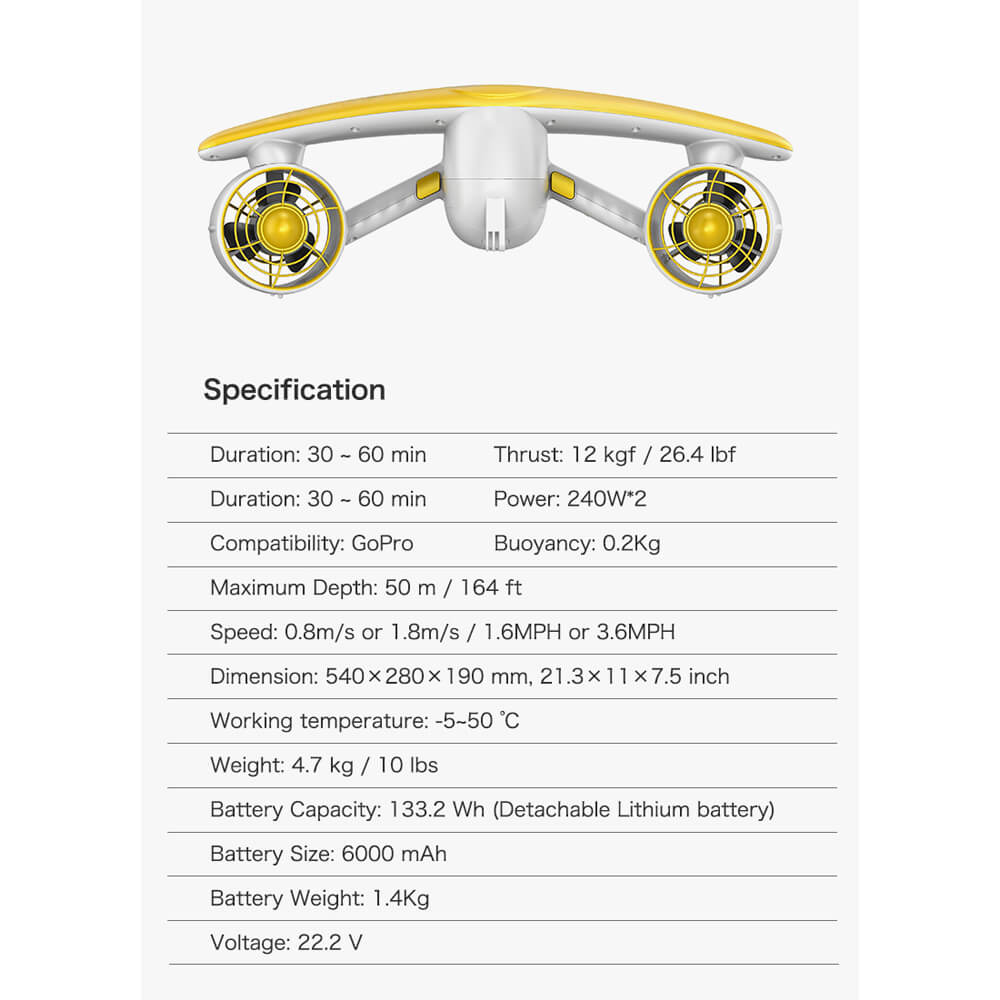 Specification
Duration: 30 ~ 60 min Thrust: 12 kgf / 26.4 lbf
Duration: 30 ~ 60 min Power: 240W*2
Compatibility: GoPro Buoyancy: 0.2Kg
Maximum Depth: 50 m / 164 ft
Speed: 0.8m/s or 1.8m/s / 1.6MPH or 3.6MPH
Dimension: 540×280×190 mm, 21.3×11×7.5 inch
Working temperature: -5~50 ℃
Weight: 4.7 kg / 10 lbs
Battery Capacity: 133.2 Wh (Detachable Lithium battery)
Battery Size: 6000 mAh
Battery Weight: 1.4Kg
Voltage: 22.2 V